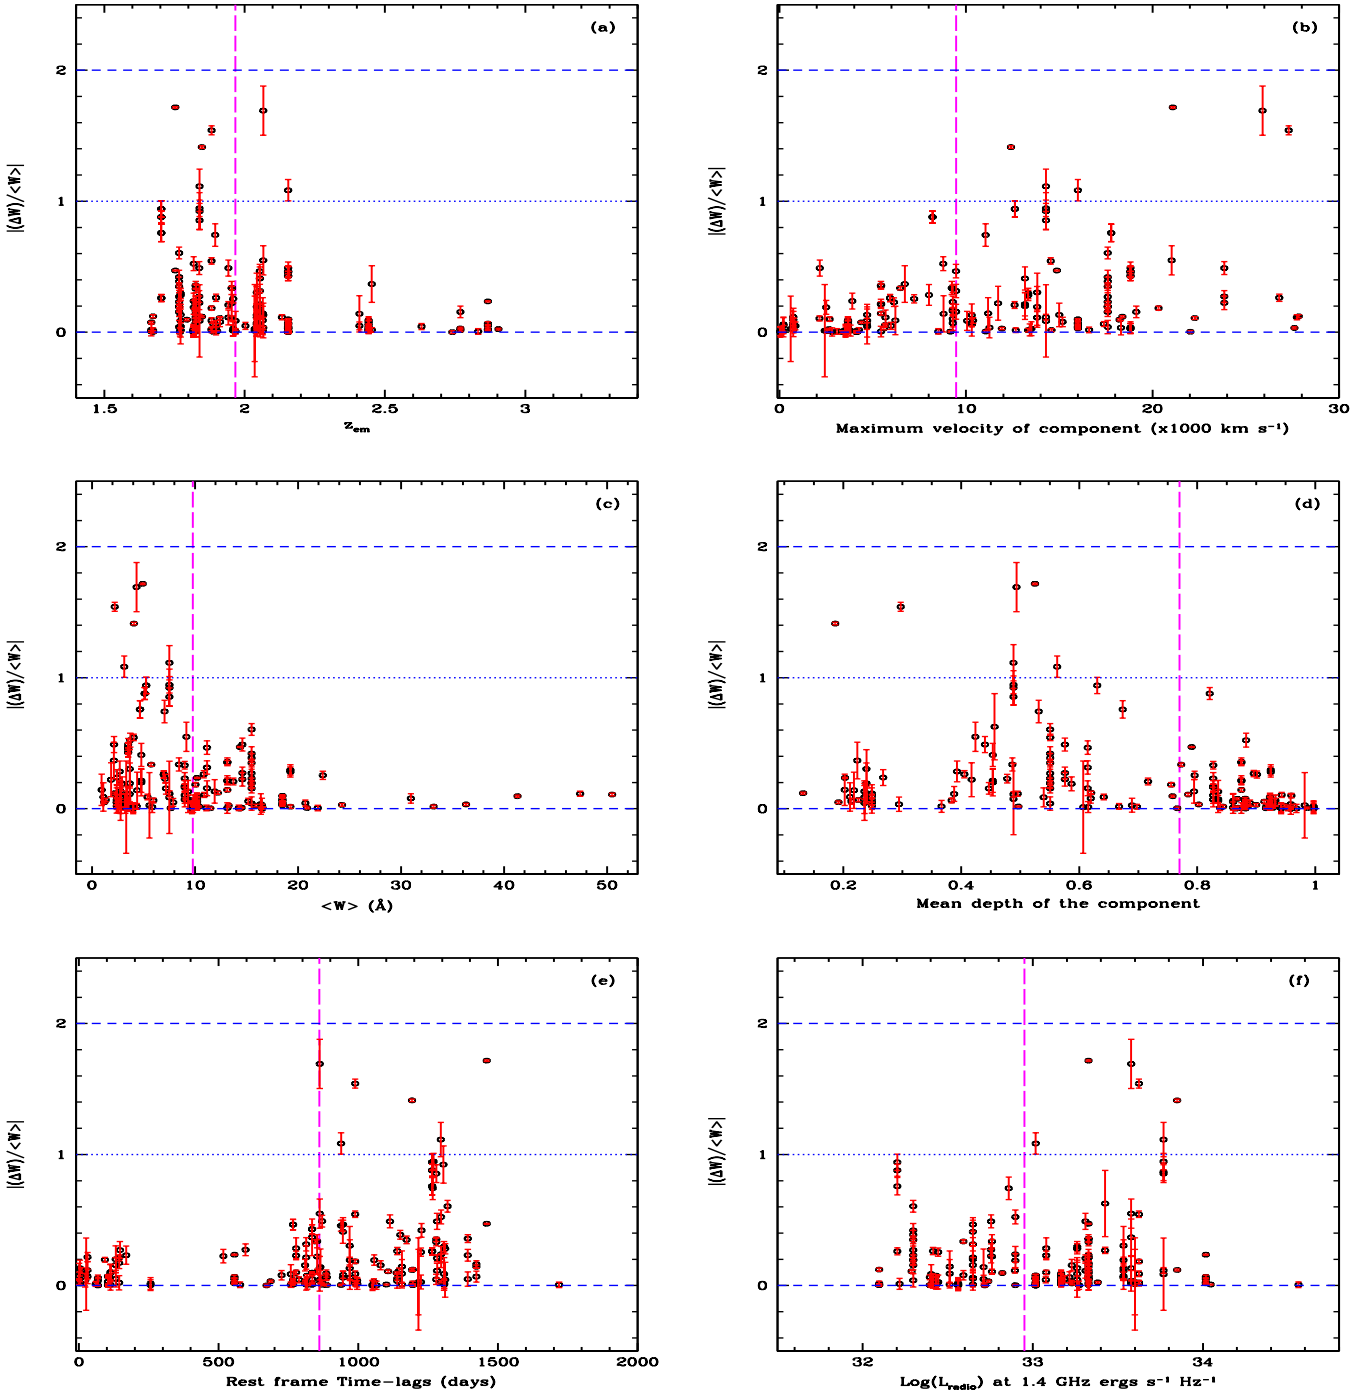 (a)
|(ΔW)/<W>|
2
1
0
1.5 2 2.5 3
z_em
(b)
|(ΔW)/<W>|
2
1
0
0 10 20 30
Maximum velocity of component (x1000 km s⁻¹)
(c)
|(ΔW)/<W>|
2
1
0
0 10 20 30 40 50
<W> (Å)
(d)
|(ΔW)/<W>|
2
1
0
0.2 0.4 0.6 0.8 1
Mean depth of the component
(e)
|(ΔW)/<W>|
2
1
0
0 500 1000 1500 2000
Rest frame Time-lags (days)
(f)
|(ΔW)/<W>|
2
1
0
32 33 34
Log(L_radio) at 1.4 GHz ergs s⁻¹ Hz⁻¹